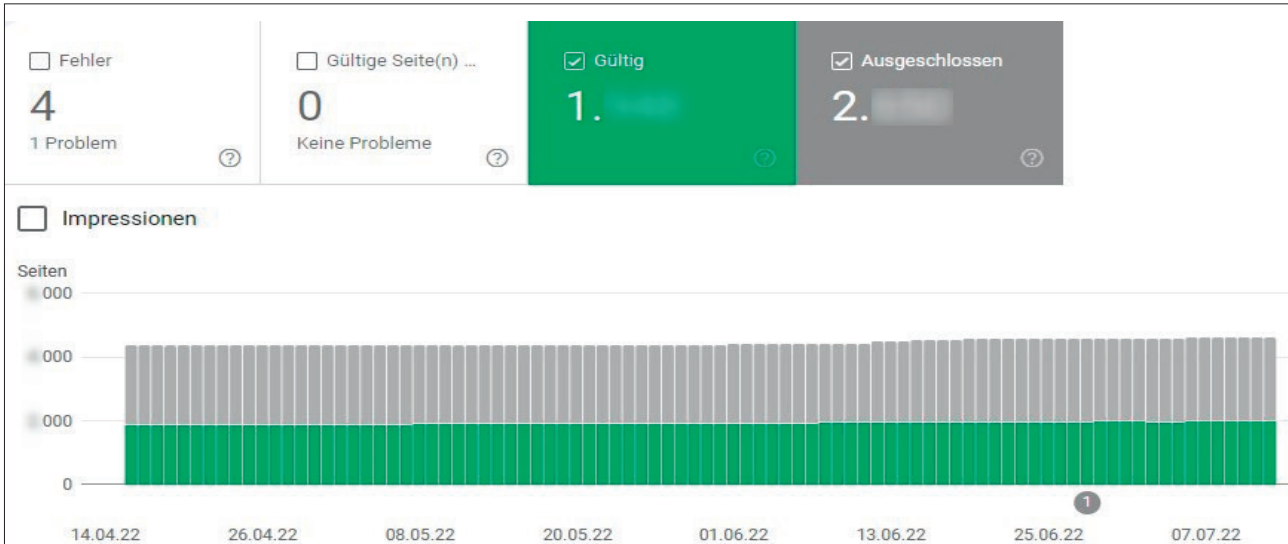 Fehler
4
1 Problem
Gültige Seite(n) ...
0
Keine Probleme
Gültig
1.
Ausgeschlossen
2.
Impressionen
Seiten
000
000
000
0
1
14.04.22 26.04.22 08.05.22 20.05.22 01.06.22 13.06.22 25.06.22 07.07.22